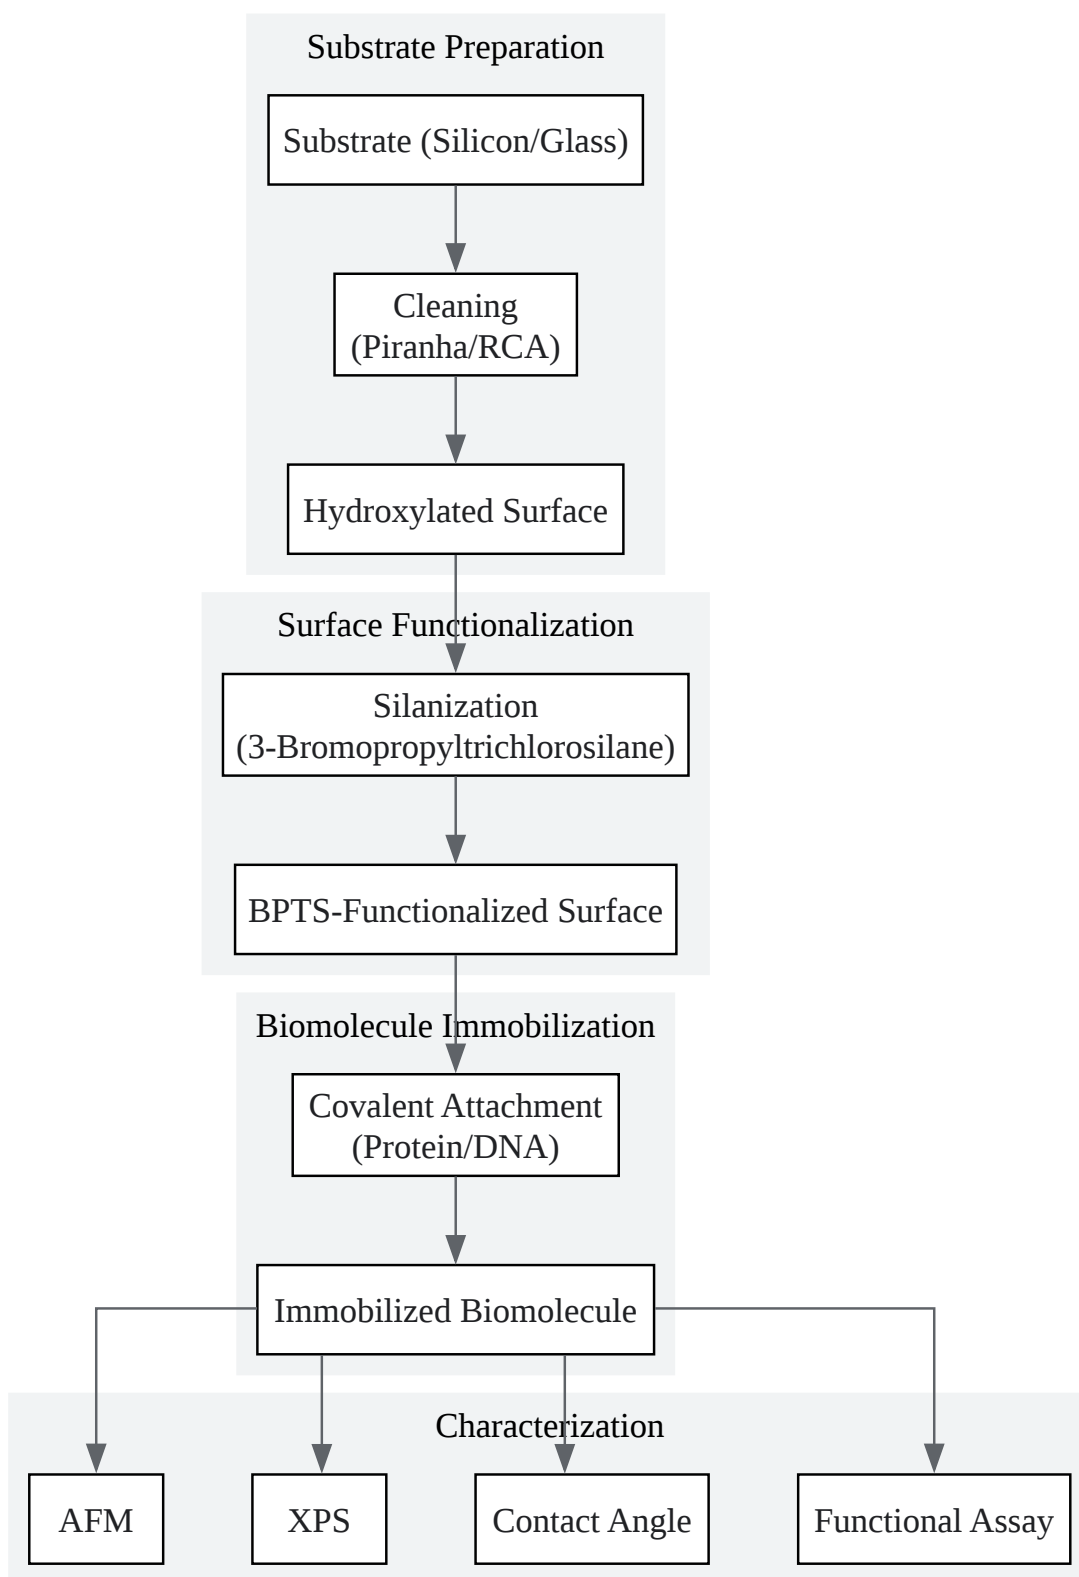 Substrate Preparation
Substrate (Silicon/Glass)
Cleaning
(Piranha/RCA)
Hydroxylated Surface
Surface Functionalization
Silanization
(3-Bromopropyltrichlorosilane)
BPTS-Functionalized Surface
Biomolecule Immobilization
Covalent Attachment
(Protein/DNA)
Immobilized Biomolecule
Characterization
AFM
XPS
Contact Angle
Functional Assay